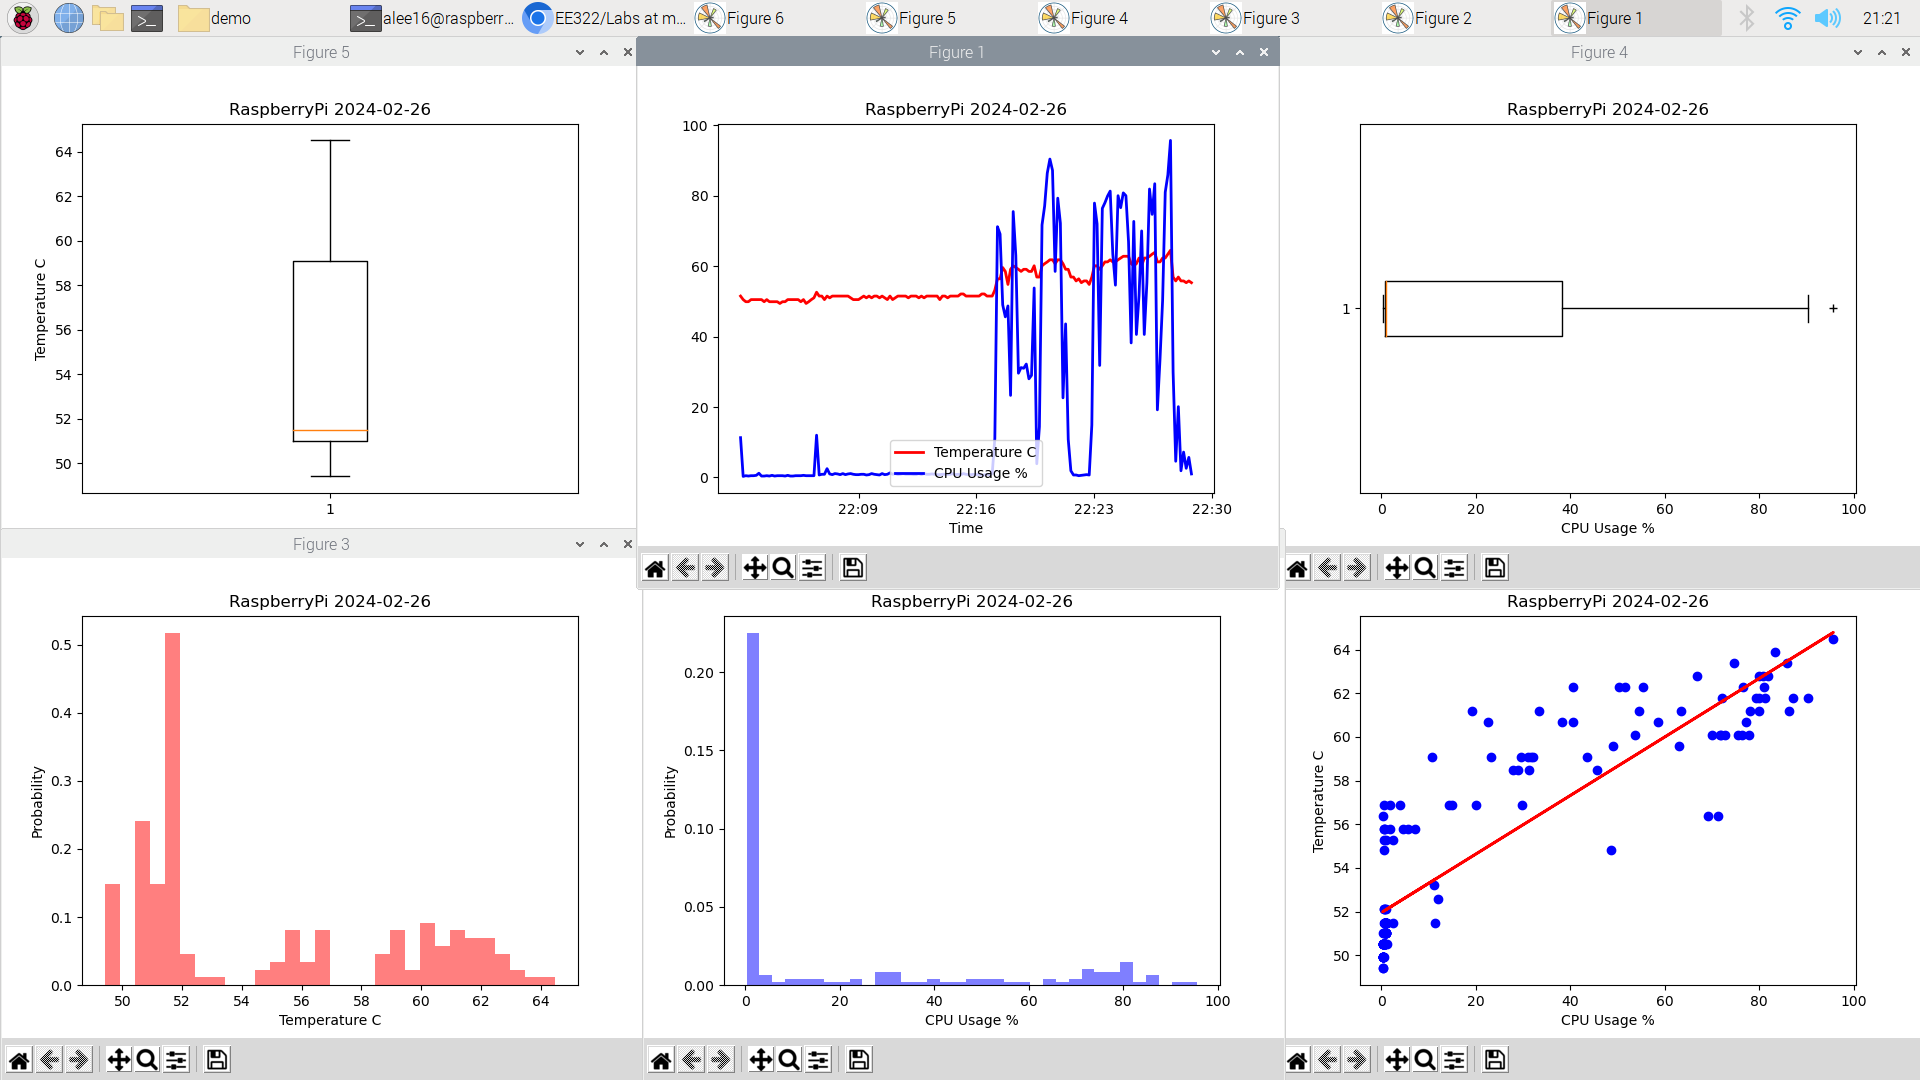 demo
alee16@raspberr...
EE322/Labs at m...
Figure 6
Figure 5
Figure 4
Figure 3
Figure 2
Figure 1
21:21
Figure 5
RaspberryPi 2024-02-26
64
62
60
58
56
54
52
50
Temperature C
1
Figure 1
RaspberryPi 2024-02-26
100
80
60
40
20
0
Temperature C
CPU Usage %
22:09
22:16
22:23
22:30
Time
Figure 4
RaspberryPi 2024-02-26
1
0
20
40
60
80
100
CPU Usage %
Figure 3
RaspberryPi 2024-02-26
0.5
0.4
0.3
0.2
0.1
0.0
Probability
50
52
54
56
58
60
62
64
Temperature C
RaspberryPi 2024-02-26
0.20
0.15
0.10
0.05
0.00
Probability
0
20
40
60
80
100
CPU Usage %
RaspberryPi 2024-02-26
64
62
60
58
56
54
52
50
Temperature C
0
20
40
60
80
100
CPU Usage %